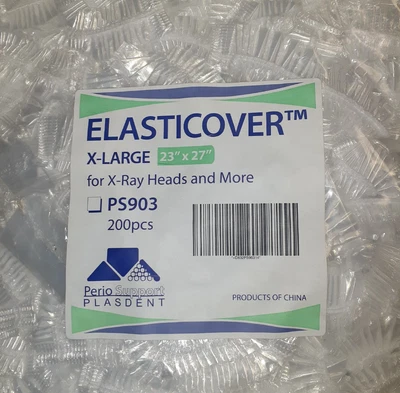 ELASTICOVER™
X-LARGE 23" x 27"
for X-Ray Heads and More
PS903
200pcs
Perio Support
PLASDENT
PRODUCTS OF CHINA